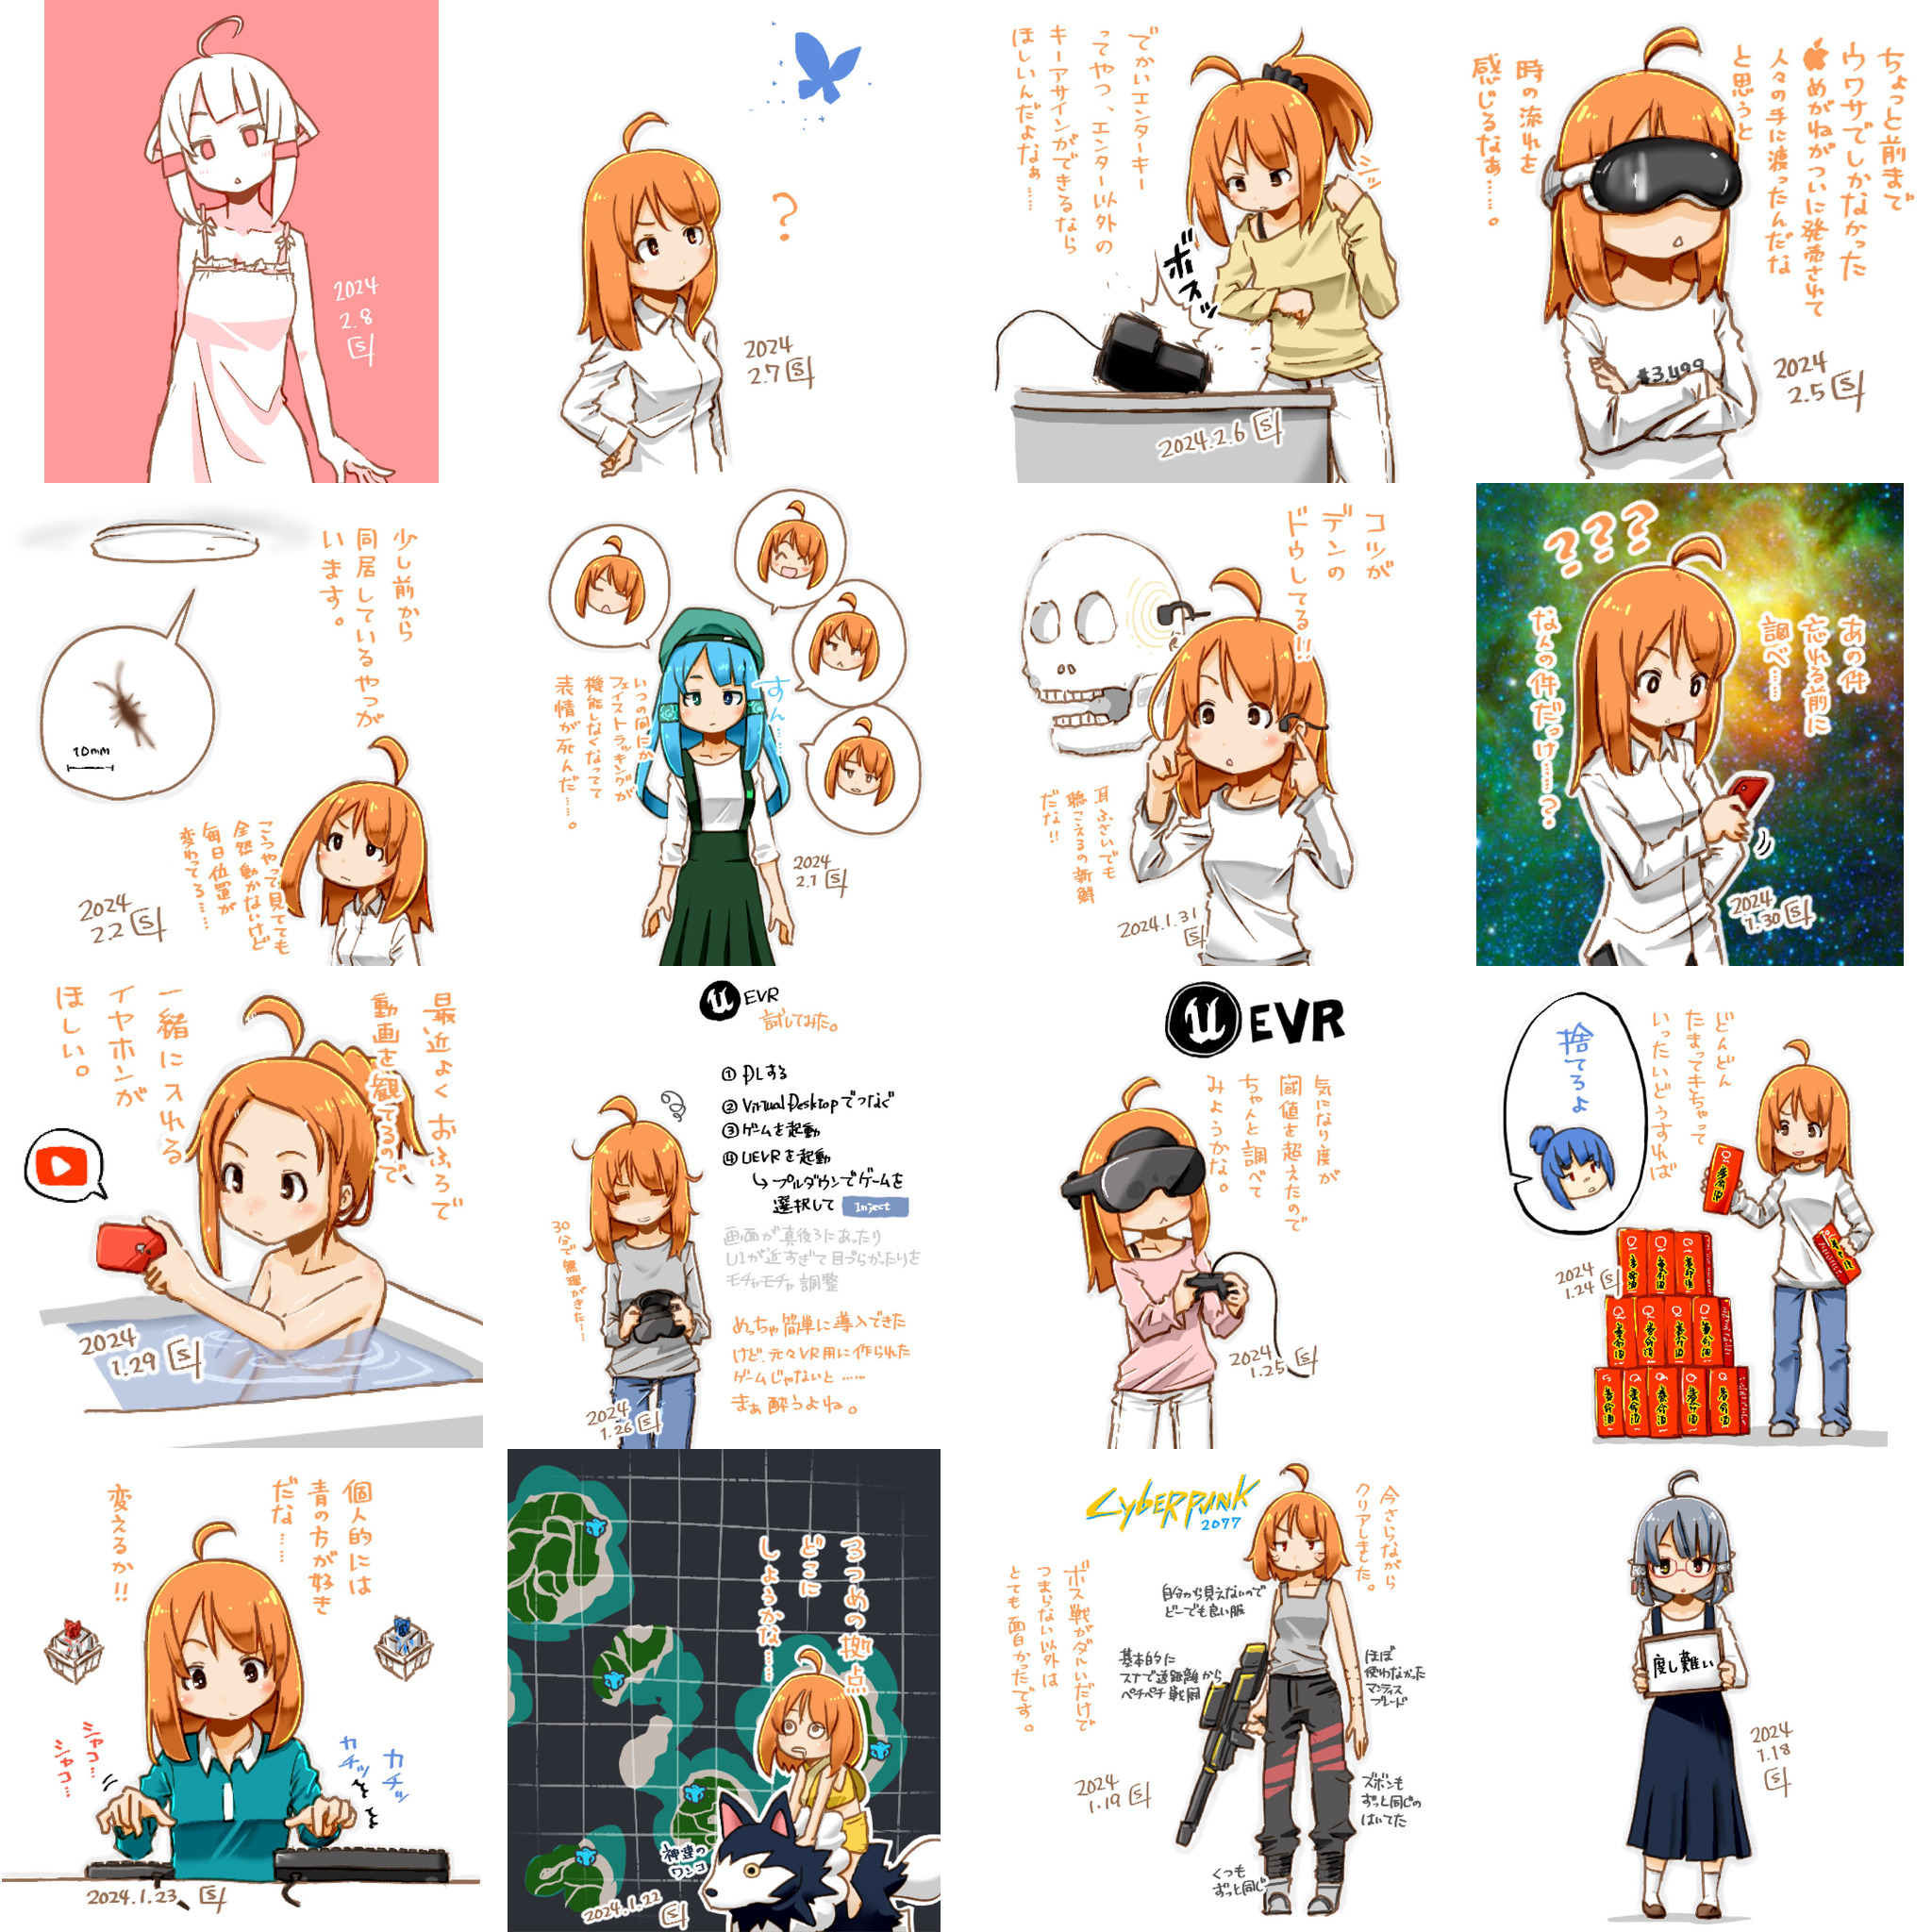 2024
2.8
?
2024
2.7
でかいエンターキー
ってやつ、エンター以外の
キーアサインができるなら
ほしいんだよなぁ……
シッ
ボスッ
2024.2.6
ちょっと前まで
ウワサでしかなかった
めがねがついに発売されて
人々の手に渡ったんだな
と思うと
時の流れを
感じるなぁ……。
$3,499
2024
2.5
少し前から
同居しているやつが
います。
10mm
こうやって見てても
全然動かないけど
毎日位置が
変わってる……
2024
2.2
すん……
いつの間にか
フェイストラッキングが
機能しなくなってて
表情が死んだ……。
2024
2.1
コツが
デンの
ドウしてる!!
耳ふさいでも
聴こえるの新鮮
だな!!
2024.1.31
???
あの件
忘れる前に
調べ……
なんの件だっけ……?
2024
1.30
最近よくおふろで
動画を観てるので、
一緒に入れる
イヤホンが
ほしい。
2024
1.29
EVR
試してみた。
① DLする
② Virtual Desktopでつなぐ
③ ゲームを起動
④ UEVRを起動
↳ プルダウンでゲームを
選択して Inject
画面が真後ろにあったり
UIが近すぎて目づらかったりを
モチャモチャ調整
30分で無理がきた……
めっちゃ簡単に導入できた
けど、元々VR用に作られた
ゲームじゃないと……
まぁ酔うよね。
2024
1.26
EVR
気になり度が
閾値を超えたので
ちゃんと調べて
みようかな。
2024
1.25
どんどん
たまってきちゃって
いったいどうすれば
捨てろよ
2024
1.24
個人的には
青の方が好き
だな……
変えるか!!
シャコ…
シャコ…
カチッ
カチッ
2024.1.23
3つめの拠点
どこに
しようかな……
神速の
ワンコ
2024.1.22
CYBERPUNK
2077
今さらながら
クリアしました。
自分から見えないので
どーでも良い服
ボス戦がダルいだけで
つまらない以外は
とても面白かったです。
基本的に
スナで遠距離から
ペチペチ戦闘
ほぼ
使わなかった
マンティス
ブレード
ズボンも
ずっと同じの
はいてた
くつも
ずっと同じ
2024
1.19
度し難い
2024
1.18